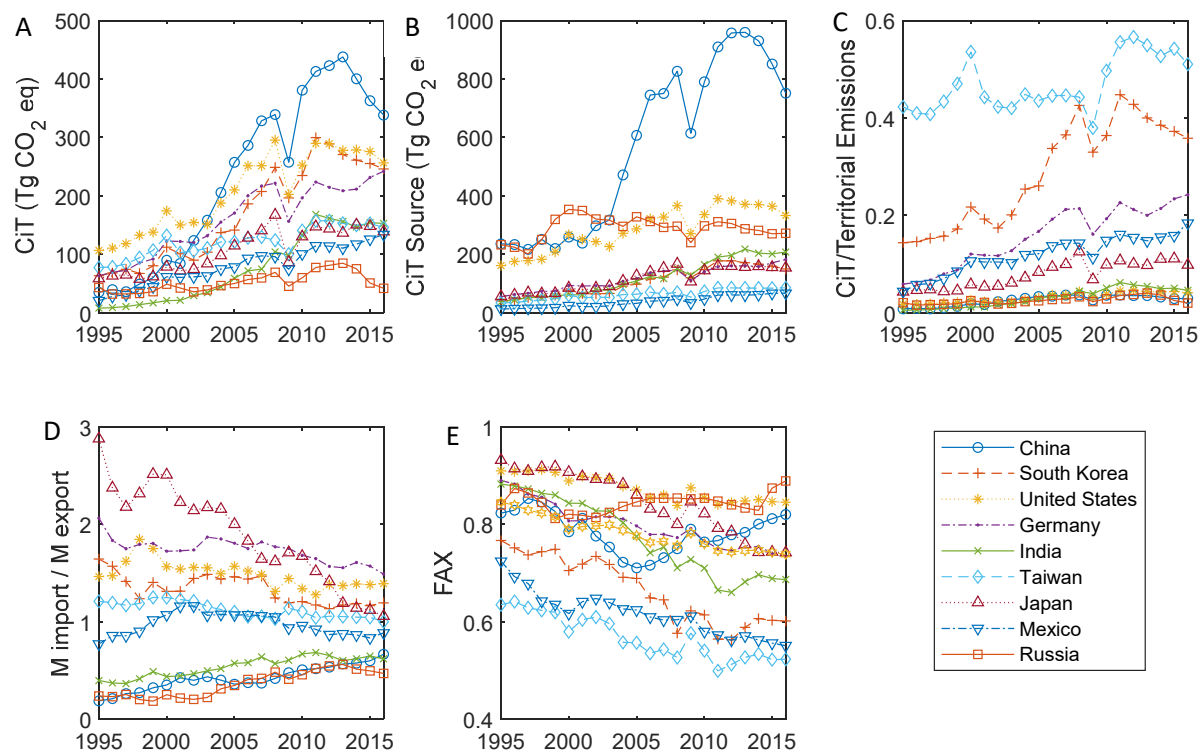 A
CiT (Tg CO2 eq)
500
400
300
200
100
0
1995 2000 2005 2010 2015
B
CiT Source (Tg CO2 e
1000
800
600
400
200
0
1995 2000 2005 2010 2015
C
CiT/Territorial Emissions
0.6
0.4
0.2
0
1995 2000 2005 2010 2015
D
M import / M export
3
2
1
0
1995 2000 2005 2010 2015
E
FAX
1
0.8
0.6
0.4
1995 2000 2005 2010 2015
China
South Korea
United States
Germany
India
Taiwan
Japan
Mexico
Russia